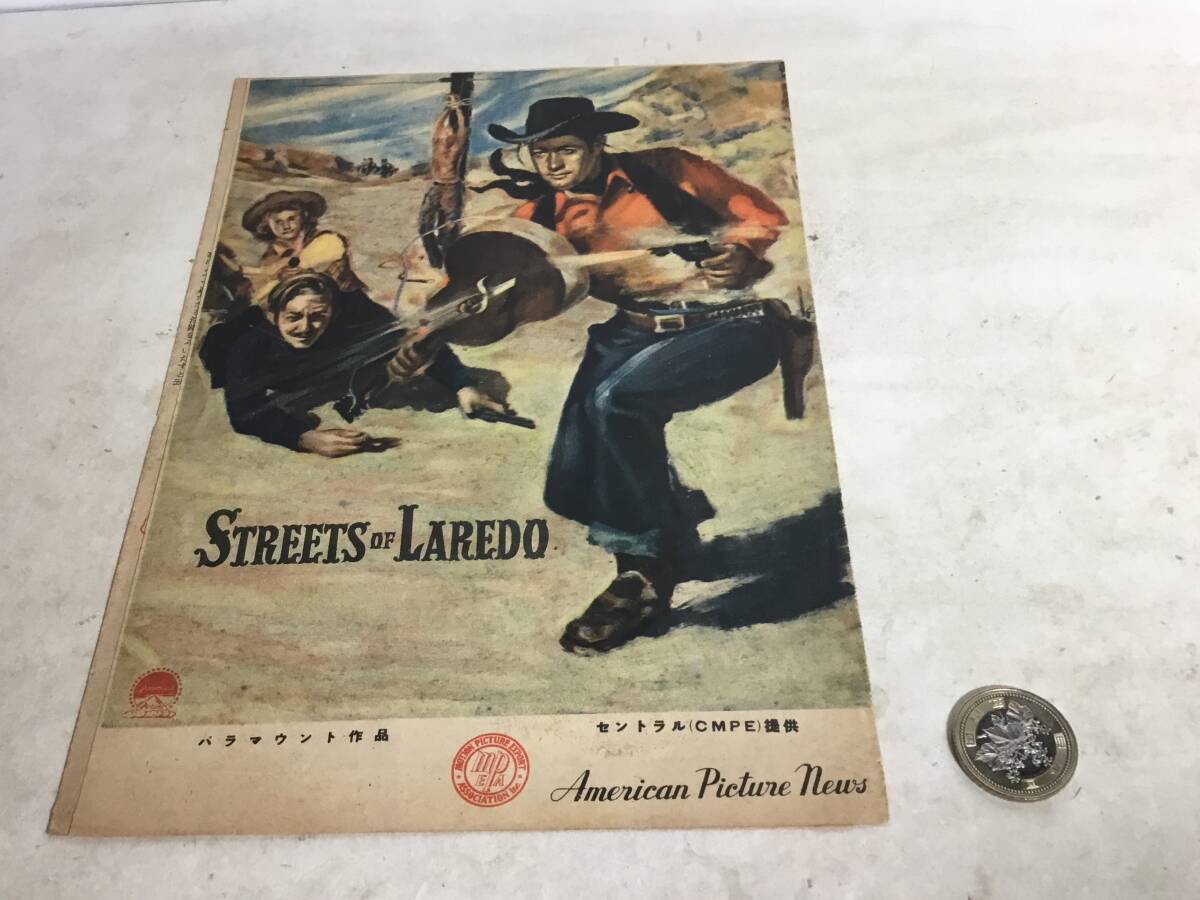 STREETS OF LAREDO
パラマウント作品
セントラル(CMPE)提供
MOTION PICTURE EXPORT
MPEA
ASSOCIATION Inc.
American Picture News